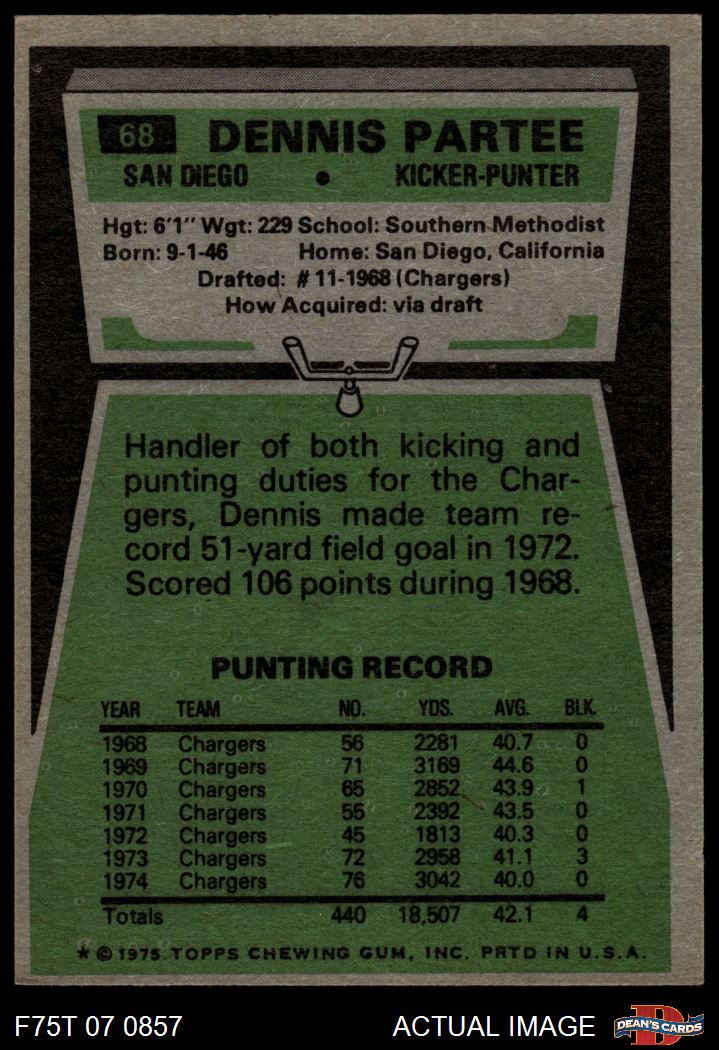 68 DENNIS PARTEE
SAN DIEGO • KICKER-PUNTER
Hgt: 6'1" Wgt: 229 School: Southern Methodist
Born: 9-1-46 Home: San Diego, California
Drafted: #11-1968 (Chargers)
How Acquired: via draft
Handler of both kicking and
punting duties for the Char-
gers, Dennis made team re-
cord 51-yard field goal in 1972.
Scored 106 points during 1968.
PUNTING RECORD
YEAR TEAM NO. YDS. AVG. BLK.
1968 Chargers 56 2281 40.7 0
1969 Chargers 71 3169 44.6 0
1970 Chargers 65 2852 43.9 1
1971 Chargers 55 2392 43.5 0
1972 Chargers 45 1813 40.3 0
1973 Chargers 72 2958 41.1 3
1974 Chargers 76 3042 40.0 0
Totals 440 18,507 42.1 4
* © 1975 TOPPS CHEWING GUM, INC. PRTD IN U.S.A.
F75T 07 0857 ACTUAL IMAGE D DEAN'S CARDS